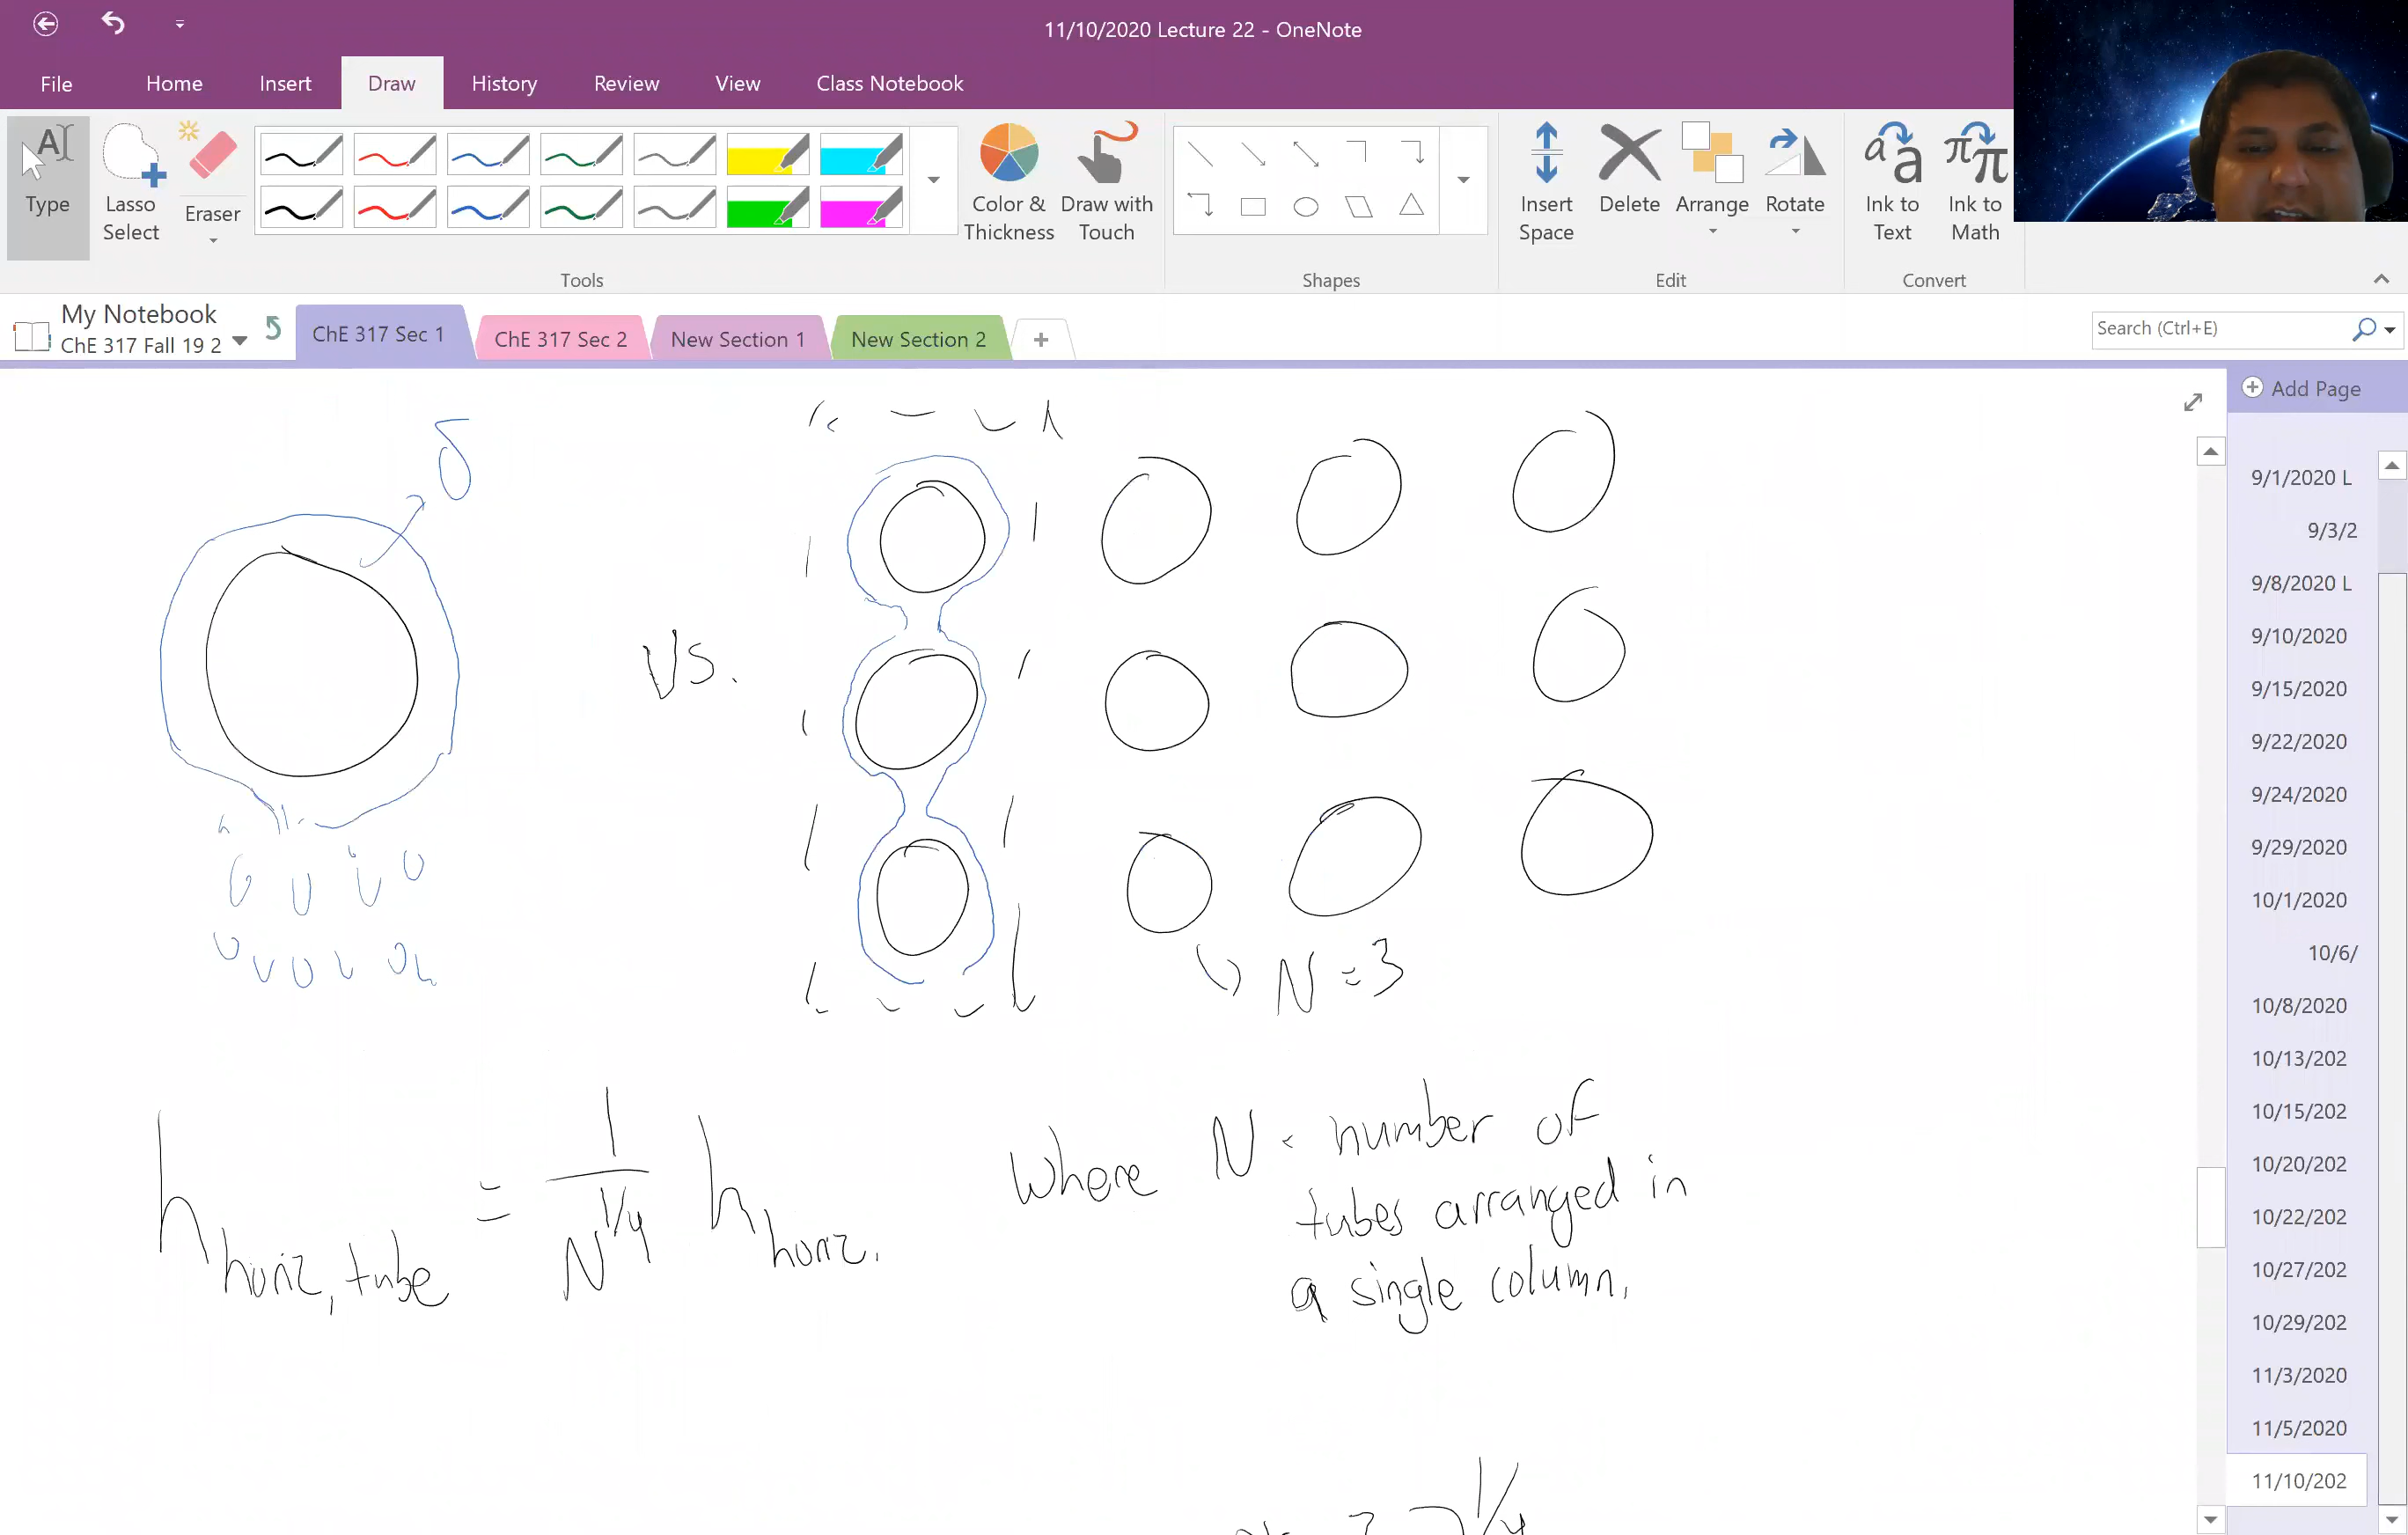 11/10/2020 Lecture 22 - OneNote
File Home Insert Draw History Review View Class Notebook
Type
Lasso Select
Eraser
Color & Thickness
Draw with Touch
Insert Space
Delete
Arrange
Rotate
Ink to Text
Ink to Math
Tools Shapes Edit Convert
My Notebook
ChE 317 Fall 19 2
ChE 317 Sec 1
ChE 317 Sec 2
New Section 1
New Section 2
+
Search (Ctrl+E)
Add Page
9/1/2020 L
9/3/2
9/8/2020 L
9/10/2020
9/15/2020
9/22/2020
9/24/2020
9/29/2020
10/1/2020
10/6/
10/8/2020
10/13/202
10/15/202
10/20/202
10/22/202
10/27/202
10/29/202
11/3/2020
11/5/2020
11/10/202
δ
vs.
N = 3
h horiz, tube = 1 / N^1/4 h horiz.
where N = number of
tubes arranged in
a single column.